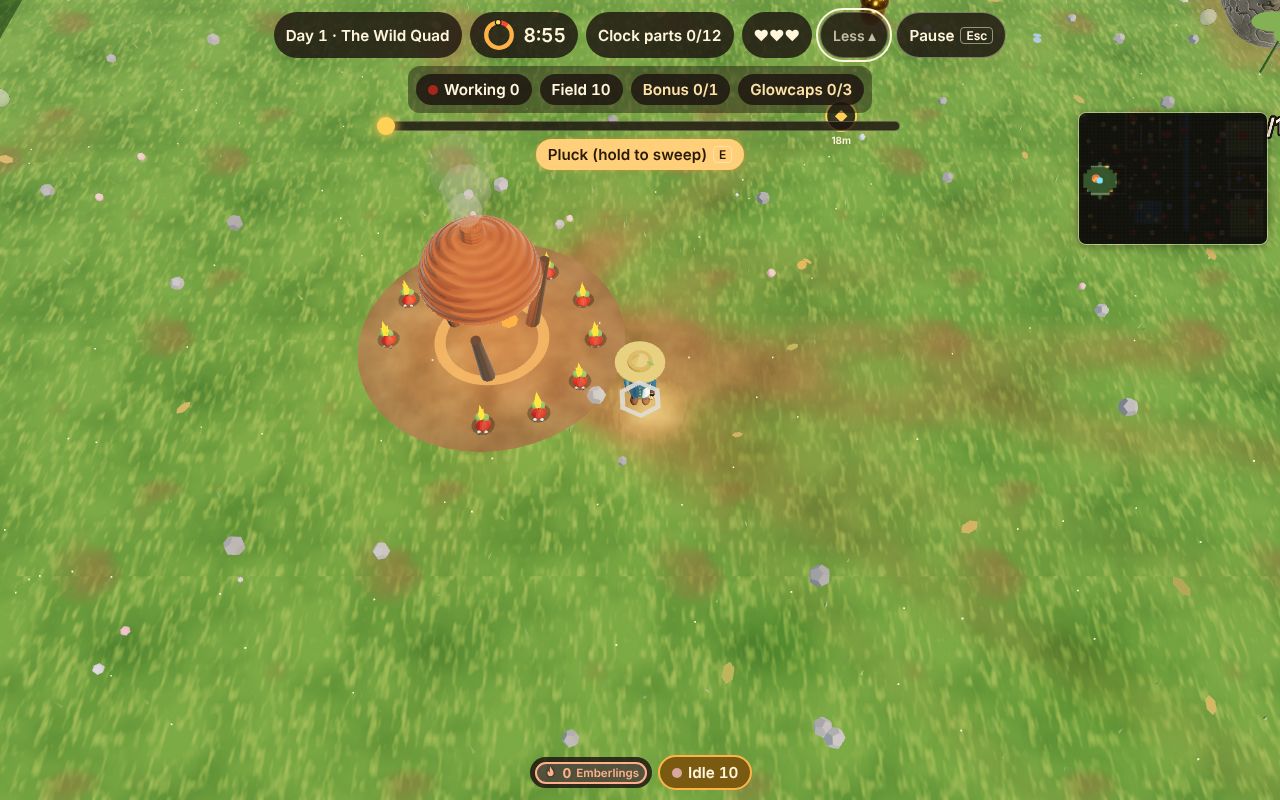 Day 1 · The Wild Quad
8:55
Clock parts 0/12
Less ▴
Pause Esc
Working 0
Field 10
Bonus 0/1
Glowcaps 0/3
18m
Pluck (hold to sweep) E
0 Emberlings
Idle 10